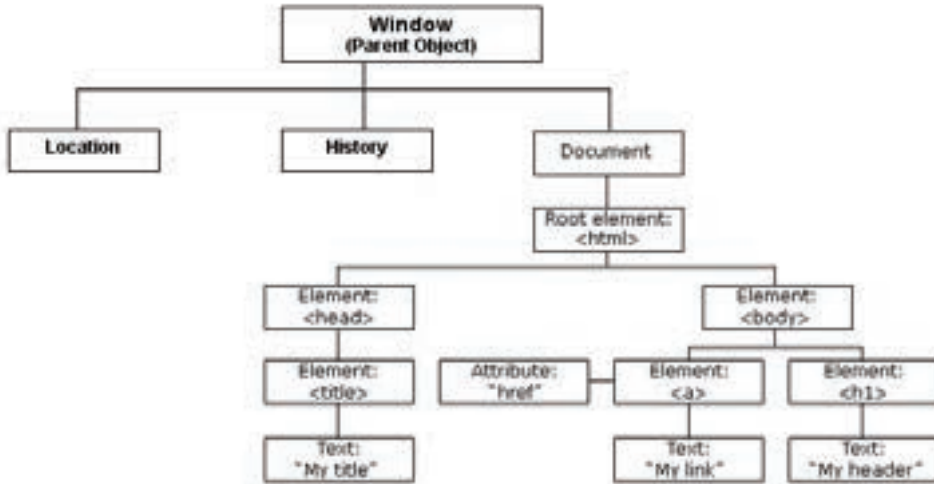 Window
(Parent Object)
Location
History
Document
Root element:
<html>
Element:
<head>
Element:
<body>
Element:
<title>
Attribute:
"href"
Element:
<a>
Element:
<h1>
Text:
"My title"
Text:
"My link"
Text:
"My header"